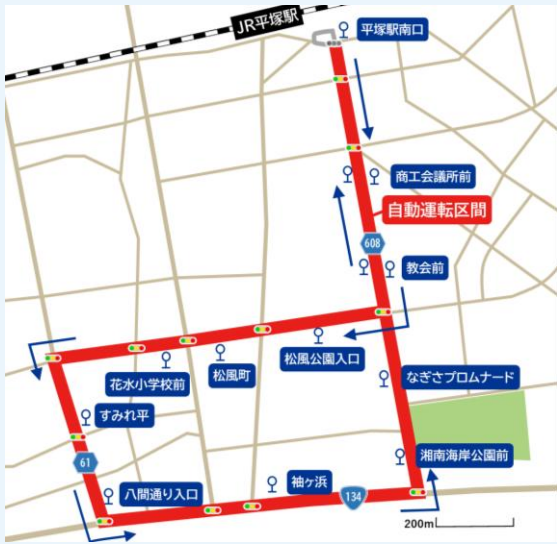 JR平塚駅
平塚駅南口
商工会議所前
自動運転区間
608
教会前
松風公園入口
松風町
花水小学校前
なぎさプロムナード
すみれ平
61
湘南海岸公園前
八間通り入口
袖ヶ浜
134
200m